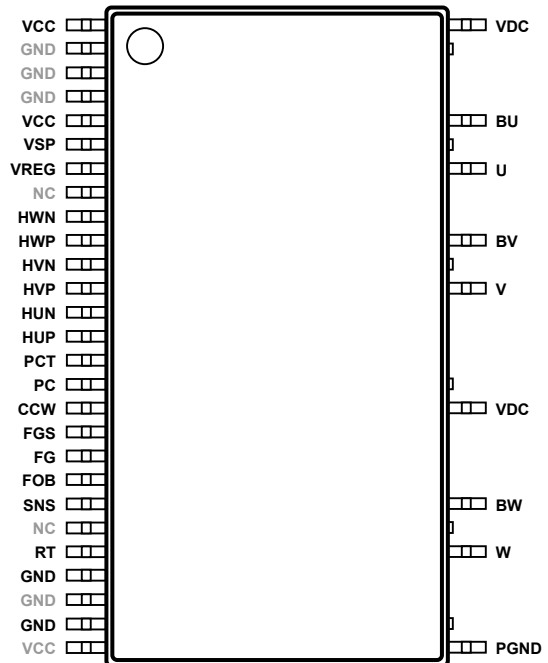 VCC VDC
GND
GND
GND
VCC BU
VSP
VREG U
NC
HWN
HWP BV
HVN
HVP V
HUN
HUP
PCT
PC
CCW VDC
FGS
FG
FOB
SNS BW
NC
RT W
GND
GND
GND
VCC PGND